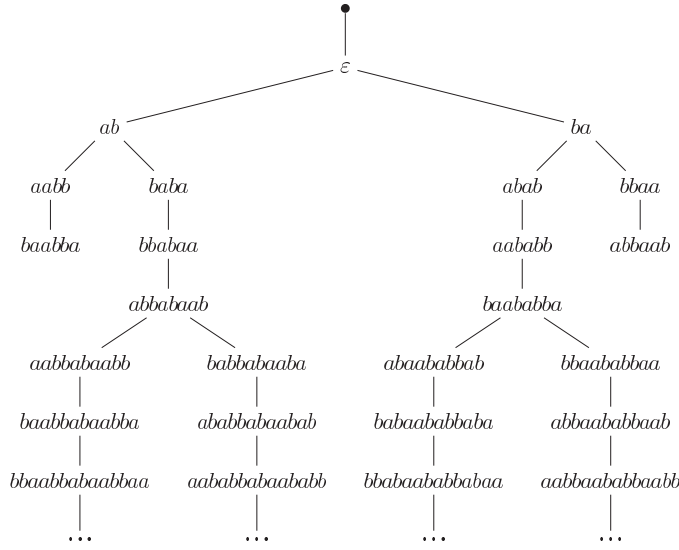 ε
ab ba
aabb baba abab bbaa
baabba bbabaa aababb abbaab
abbabaab baababba
aabbabaabb babbabaaba abaababbab bbaababbaa
baabbabaabba ababbabaabab babaababbaba abbaababbaab
bbaabbabaabbaa aababbabaababb bbabaababbabaa aabbaababbaabb
... ... ... ...